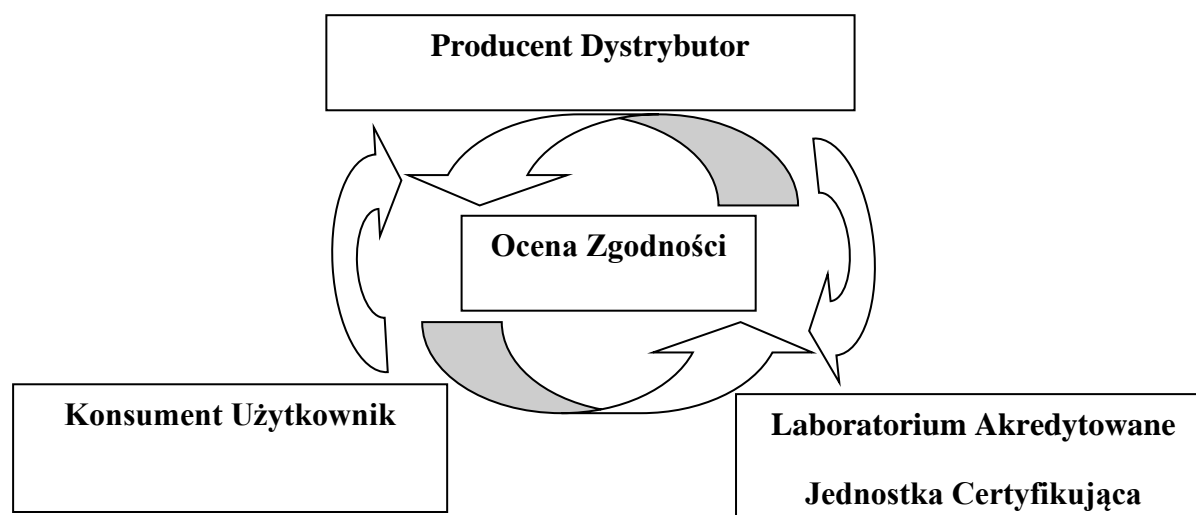 Producent Dystrybutor
Ocena Zgodności
Konsument Użytkownik
Laboratorium Akredytowane
Jednostka Certyfikująca